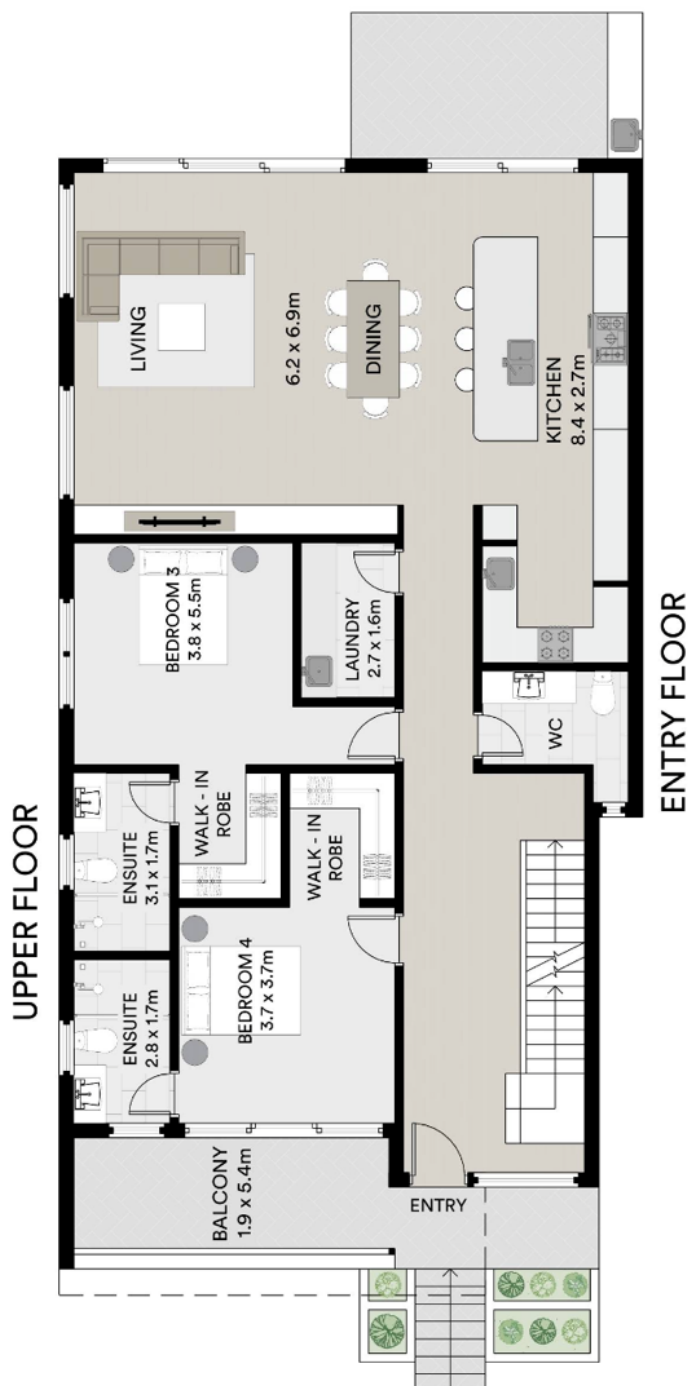 LIVING
6.2 x 6.9m
DINING
KITCHEN
8.4 x 2.7m
BEDROOM 3
3.8 x 5.5m
LAUNDRY
2.7 x 1.6m
WC
ENTRY FLOOR
UPPER FLOOR
ENSUITE
3.1 x 1.7m
WALK - IN
ROBE
WALK - IN
ROBE
ENSUITE
2.8 x 1.7m
BEDROOM 4
3.7 x 3.7m
BALCONY
1.9 x 5.4m
ENTRY